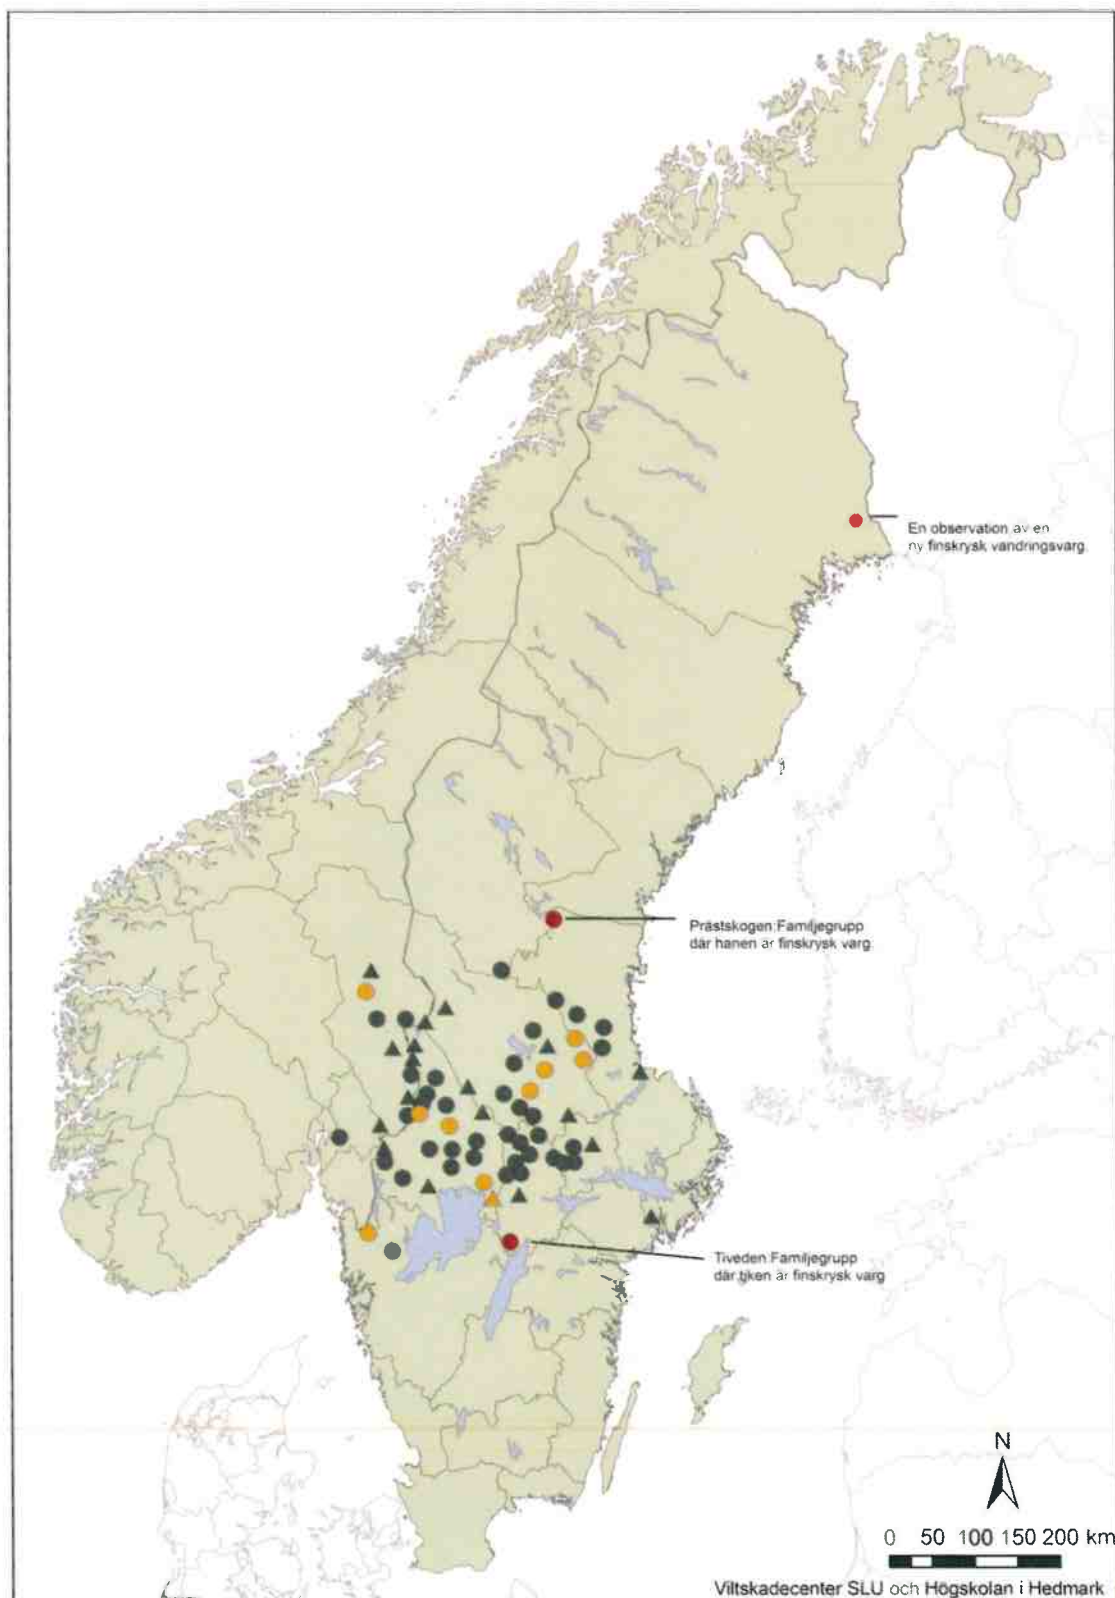 En observation av en
ny finskrysk vandringsvarg.
Prästskogen:Familjegrupp
där hanen är finskrysk varg.
Tiveden:Familjegrupp
där tiken är finskrysk varg
N
0 50 100 150 200 km
Viltskadecenter SLU och Högskolan i Hedmark